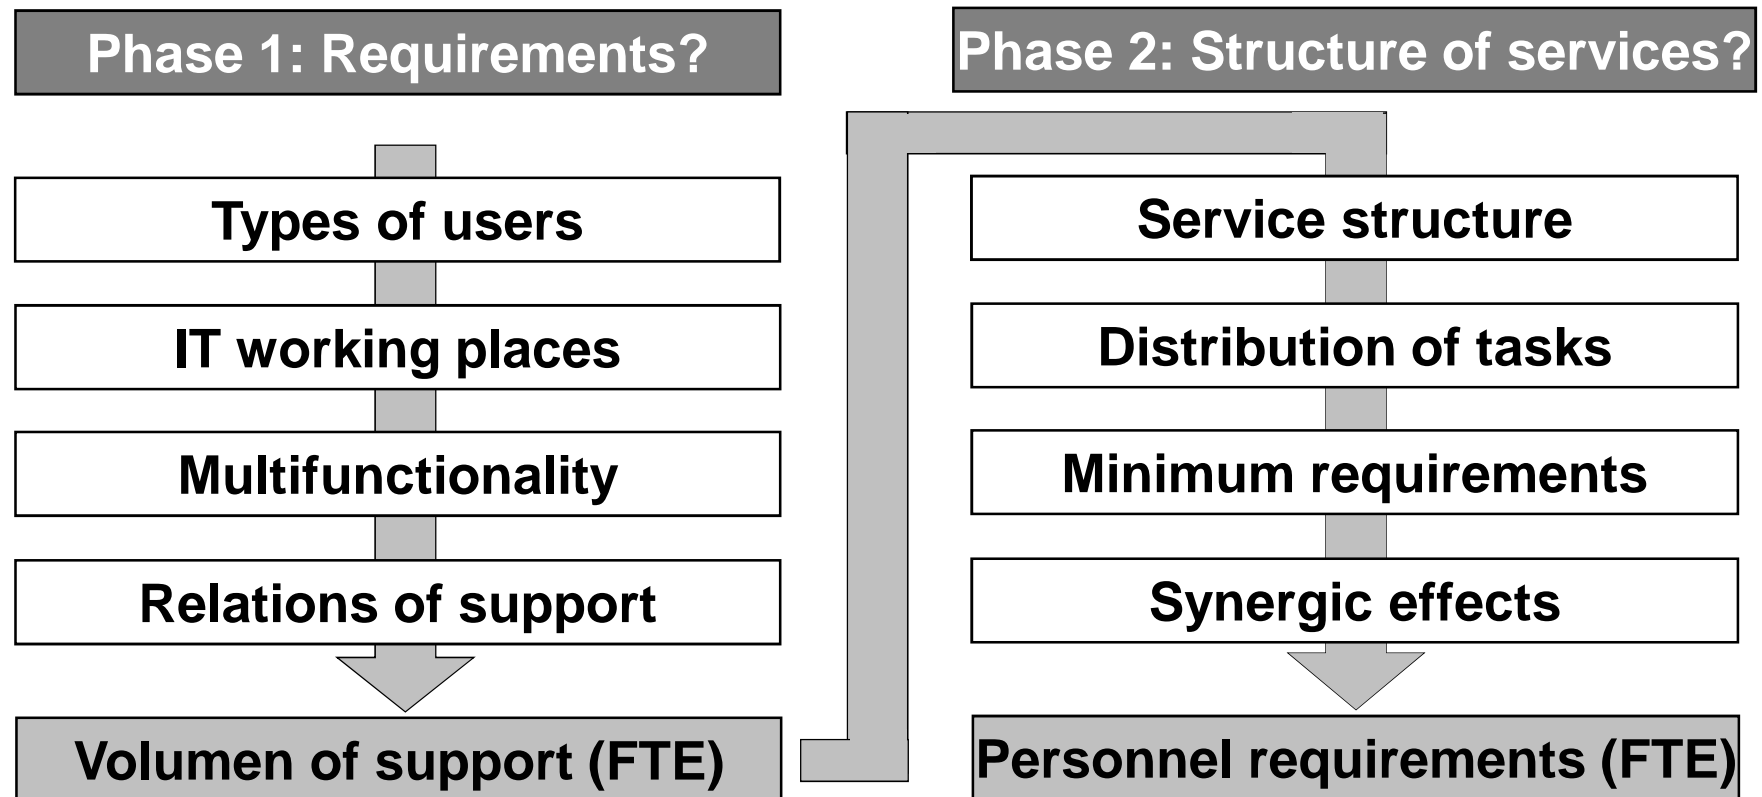 Phase 1: Requirements?
Types of users
IT working places
Multifunctionality
Relations of support
Volumen of support (FTE)
Phase 2: Structure of services?
Service structure
Distribution of tasks
Minimum requirements
Synergic effects
Personnel requirements (FTE)